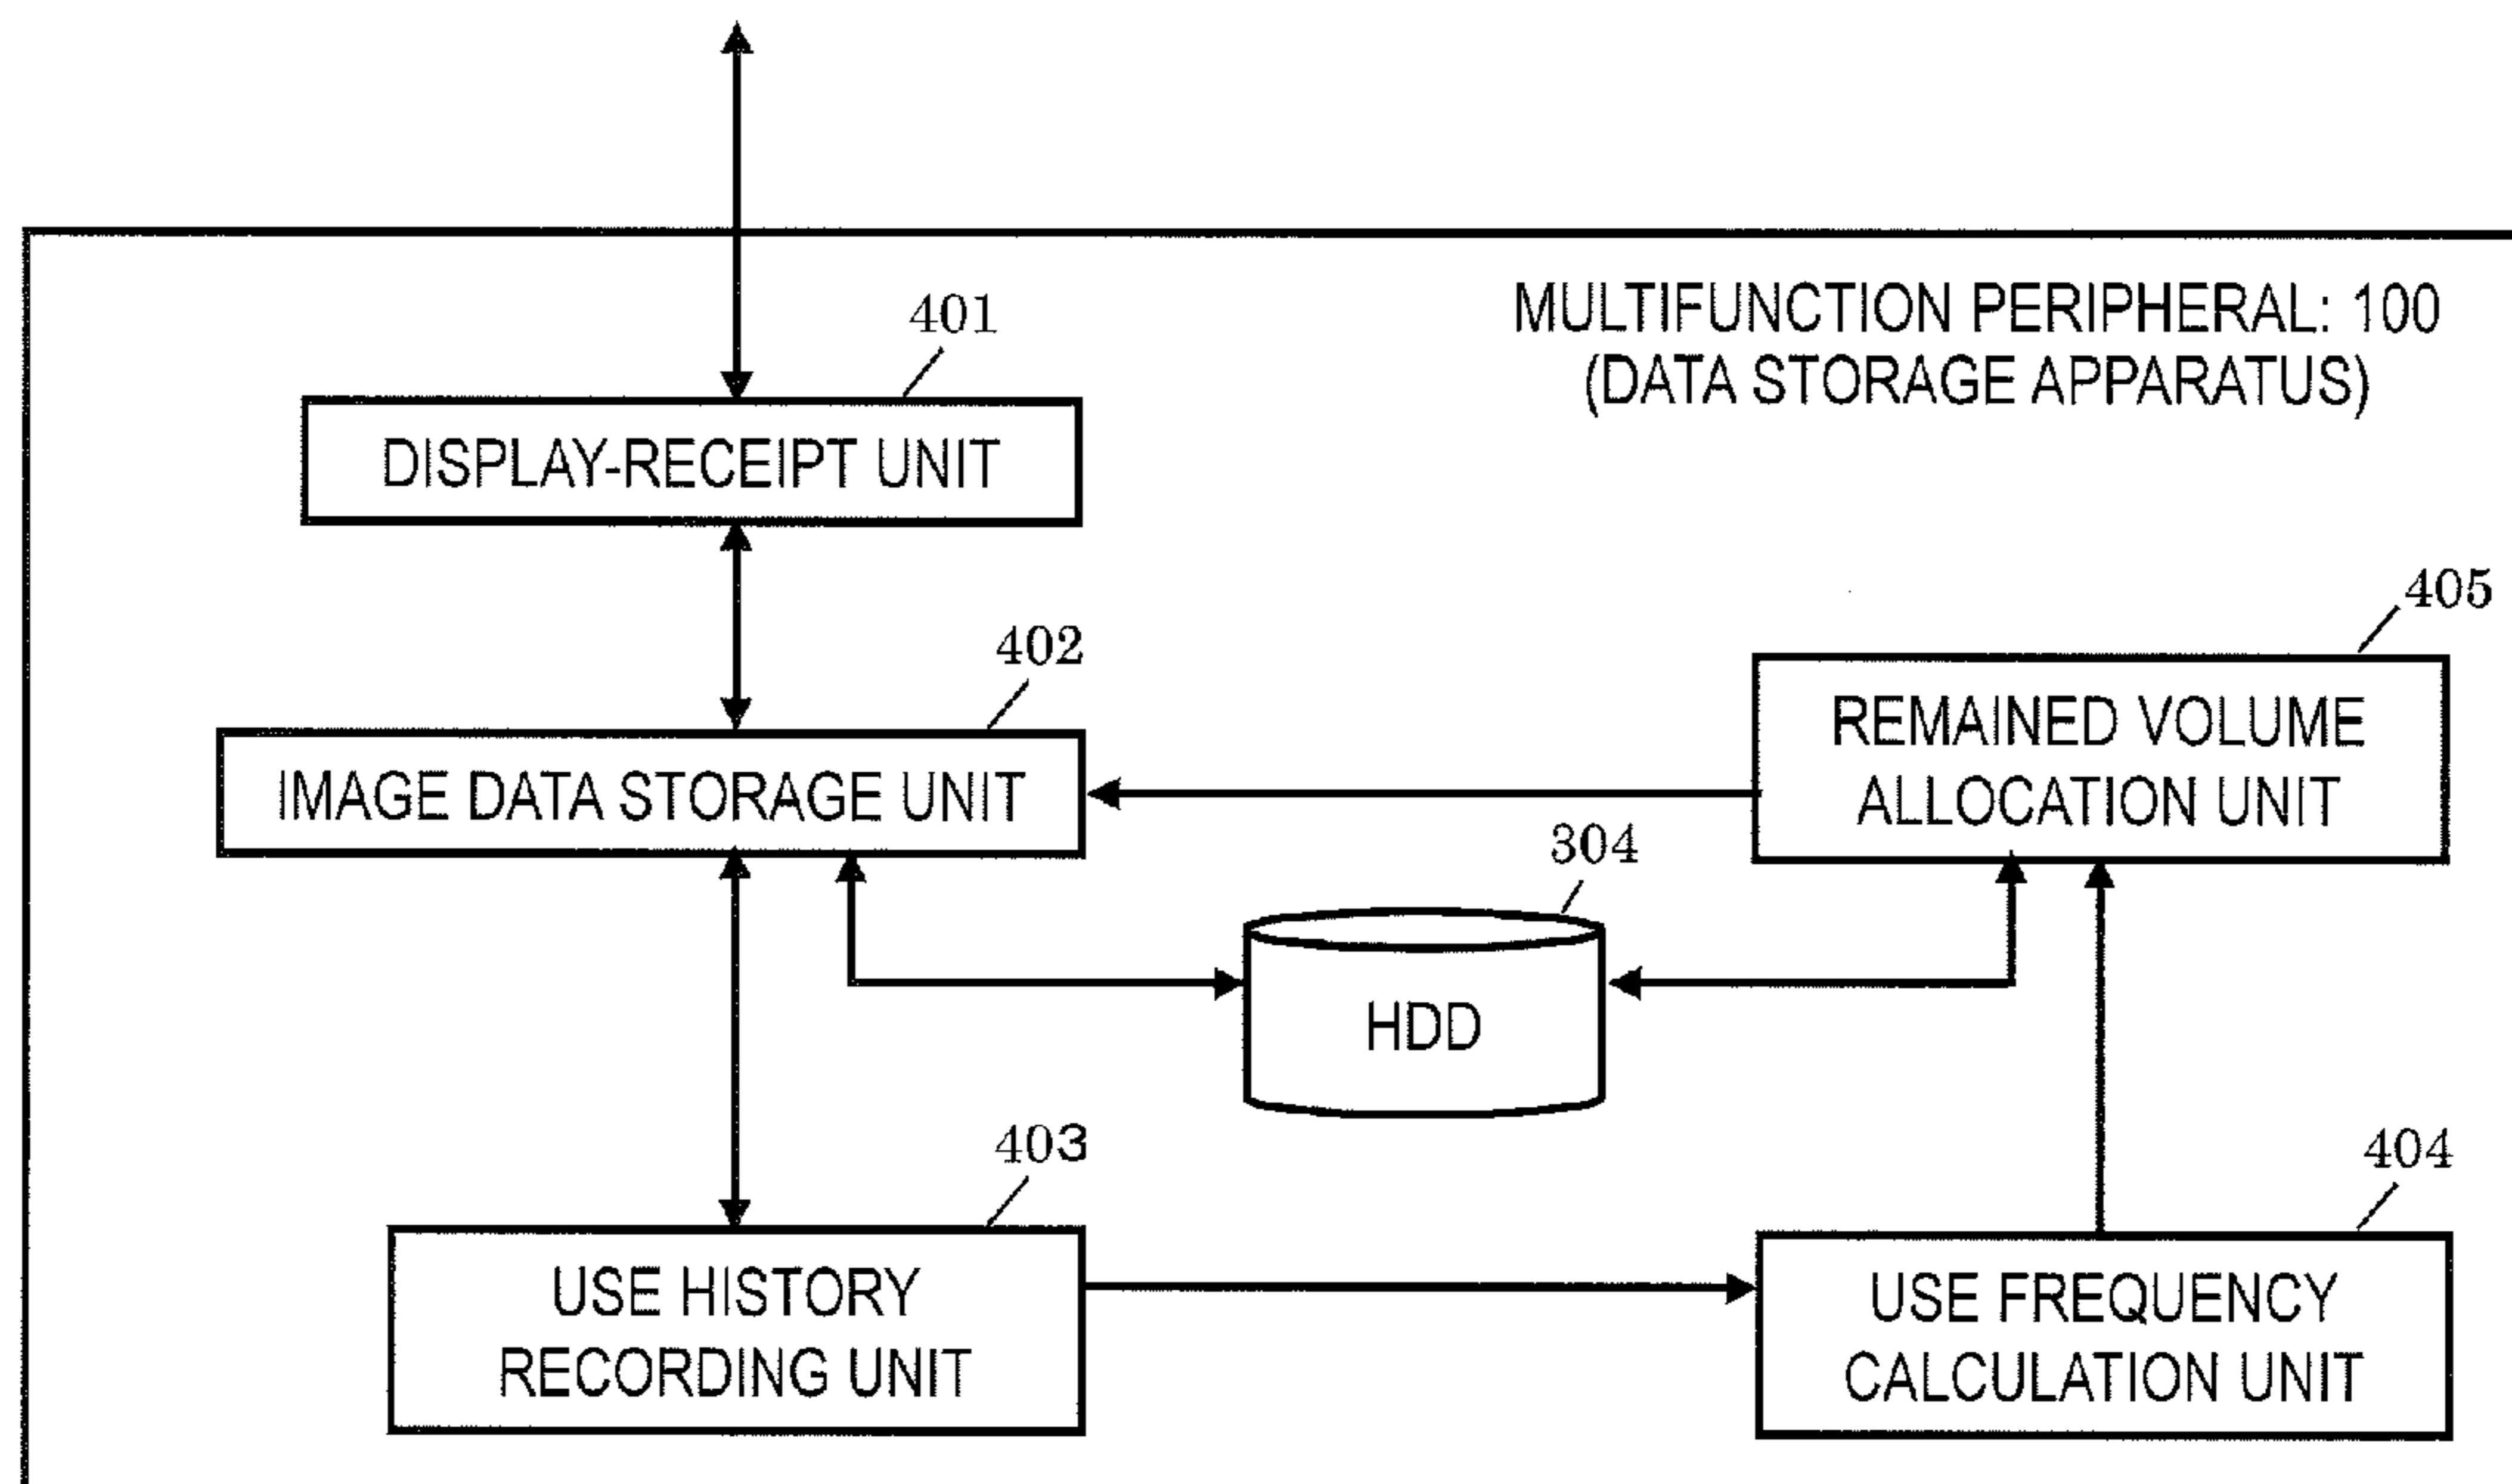 MULTIFUNCTION PERIPHERAL: 100
(DATA STORAGE APPARATUS)
401
DISPLAY-RECEIPT UNIT
402
IMAGE DATA STORAGE UNIT
405
REMAINED VOLUME
ALLOCATION UNIT
304
HDD
403
USE HISTORY
RECORDING UNIT
404
USE FREQUENCY
CALCULATION UNIT